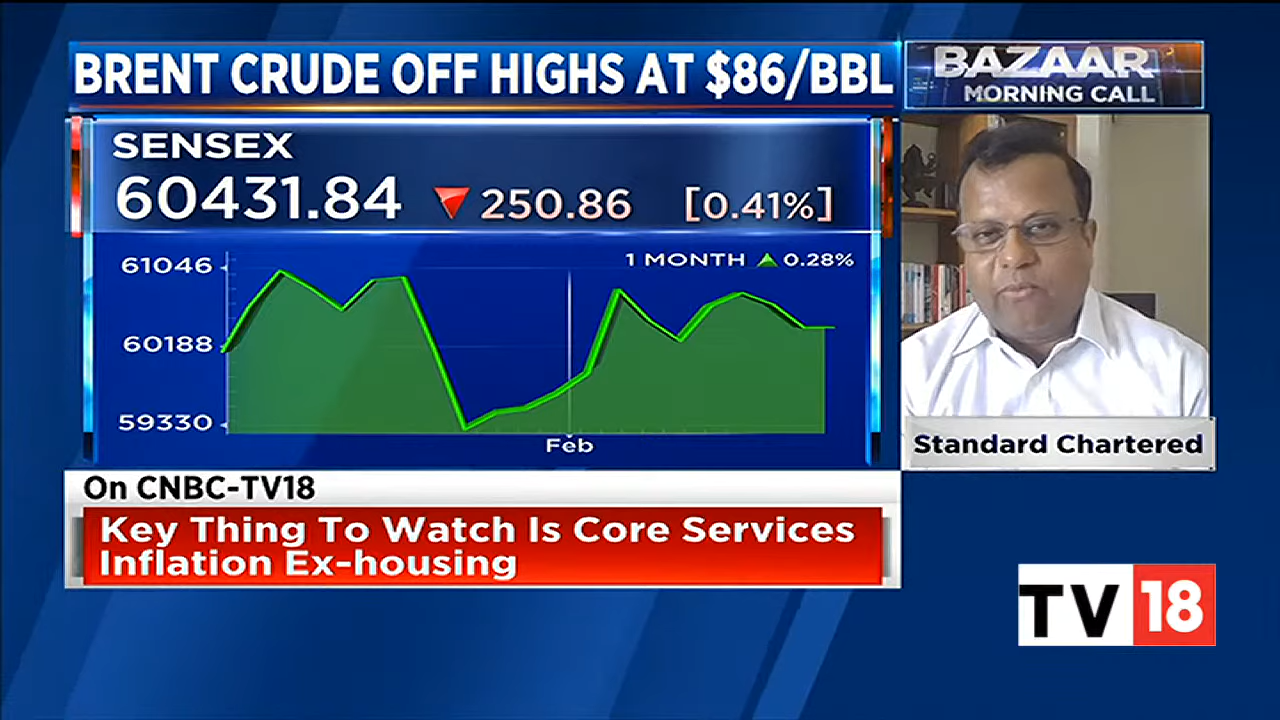 BRENT CRUDE OFF HIGHS AT $86/BBL
BAZAAR
MORNING CALL
SENSEX
60431.84 ▼ 250.86 [0.41%]
1 MONTH ▲ 0.28%
61046
60188
59330
Feb
Standard Chartered
On CNBC-TV18
Key Thing To Watch Is Core Services
Inflation Ex-housing
TV18